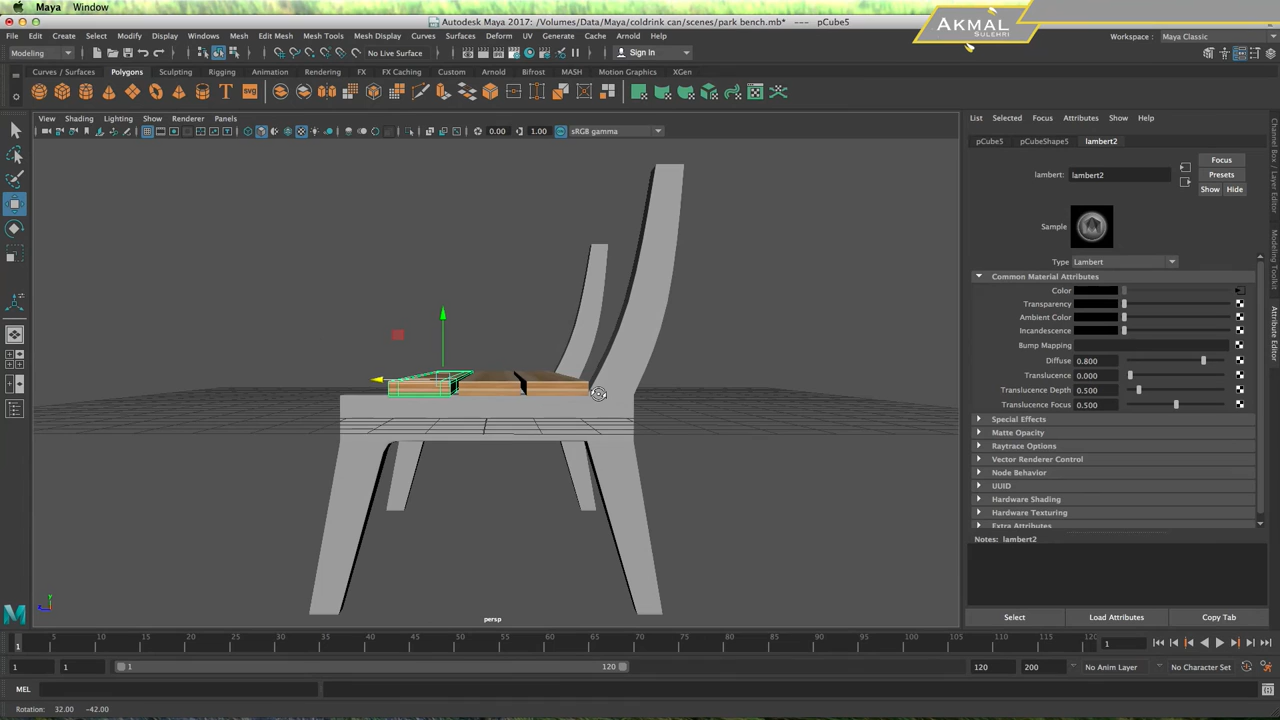 Maya Window
Autodesk Maya 2017: /Volumes/Data/Maya/coldrink can/scenes/park bench.mb* --- pCube5
AKMAL
SULEHRI
File Edit Create Select Modify Display Windows Mesh Edit Mesh Mesh Tools Mesh Display Curves Surfaces Deform UV Generate Cache Arnold Help
Workspace : Maya Classic
Modeling No Live Surface Sign In
Curves / Surfaces Polygons Sculpting Rigging Animation Rendering FX FX Caching Custom Arnold Bifrost MASH Motion Graphics XGen
View Shading Lighting Show Renderer Panels
0.00 1.00 sRGB gamma
List Selected Focus Attributes Show Help
pCube5 pCubeShape5 lambert2
Focus
lambert: lambert2 Presets
Show Hide
Sample
Type Lambert
Common Material Attributes
Color
Transparency
Ambient Color
Incandescence
Bump Mapping
Diffuse 0.800
Translucence 0.000
Translucence Depth 0.500
Translucence Focus 0.500
Special Effects
Matte Opacity
Raytrace Options
Vector Renderer Control
Node Behavior
UUID
Hardware Shading
Hardware Texturing
Extra Attributes
Notes: lambert2
Select Load Attributes Copy Tab
Channel Box / Layer Editor
Modeling Toolkit
Attribute Editor
y
persp
1 5 10 15 20 25 30 35 40 45 50 55 60 65 70 75 80 85 90 95 100 105 110 115 120 1
1 1 1 120 120 200 No Anim Layer No Character Set
MEL
Rotation: 32.00 -42.00